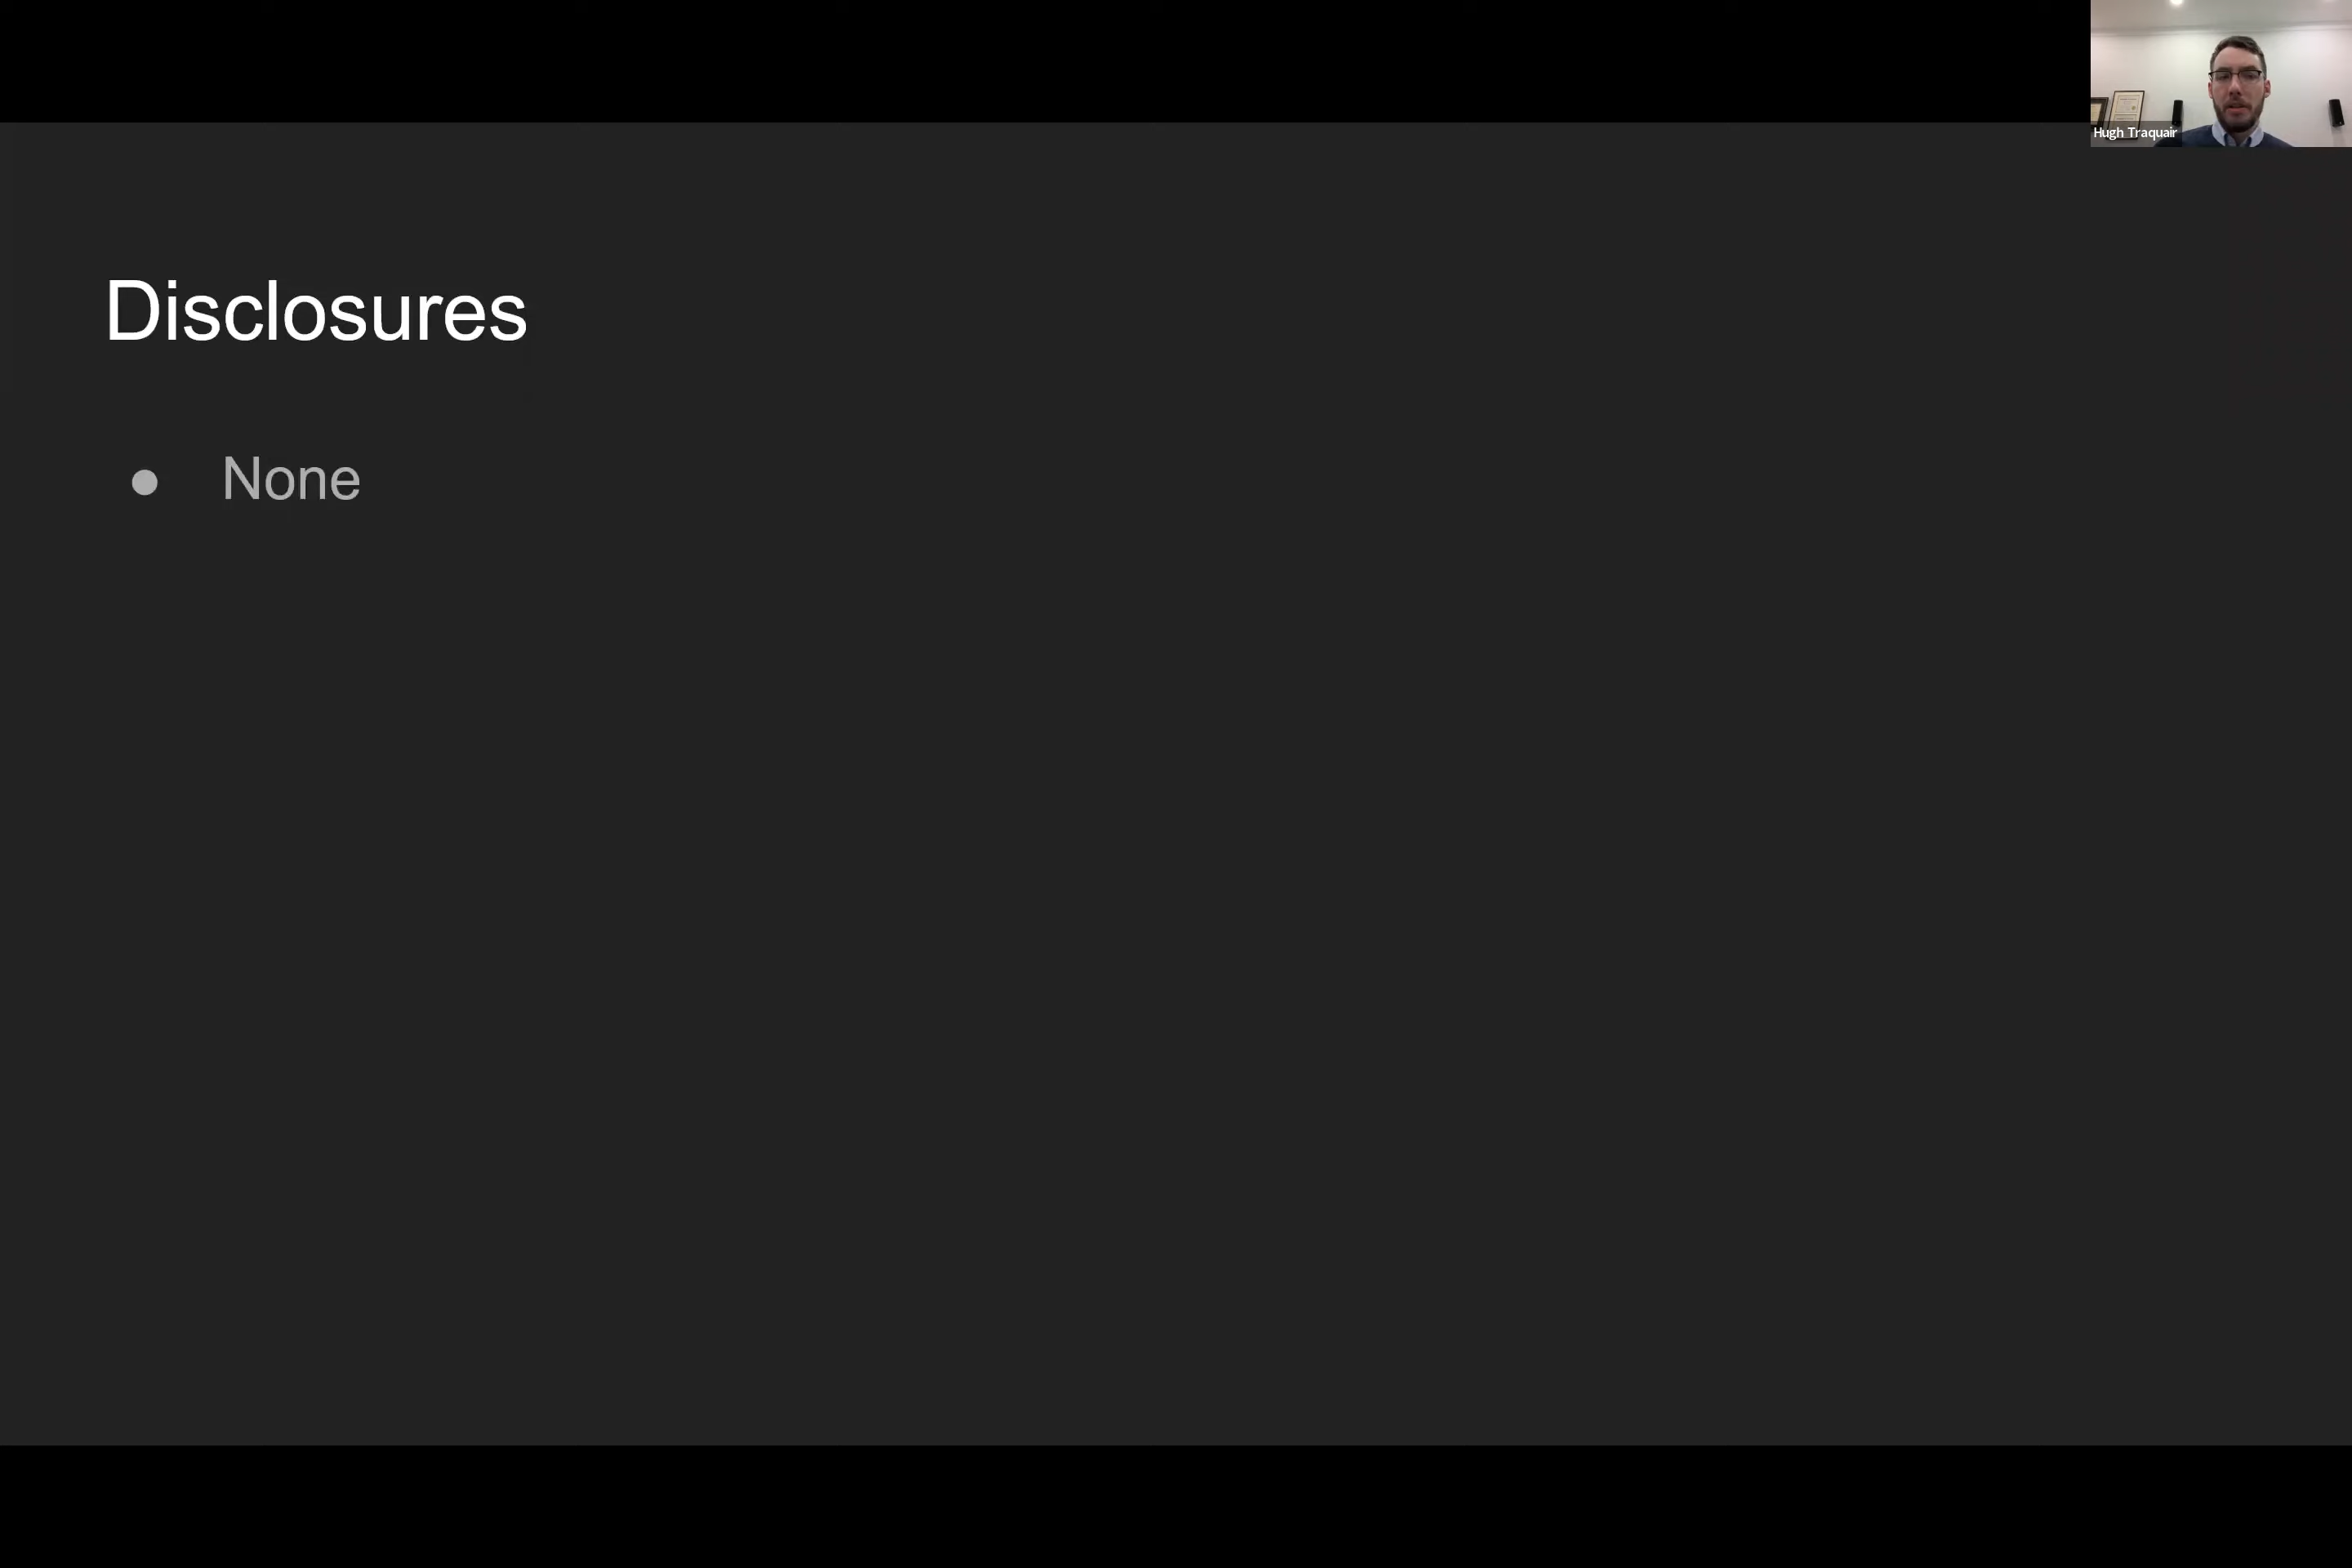 Hugh Traquair
Disclosures
● None